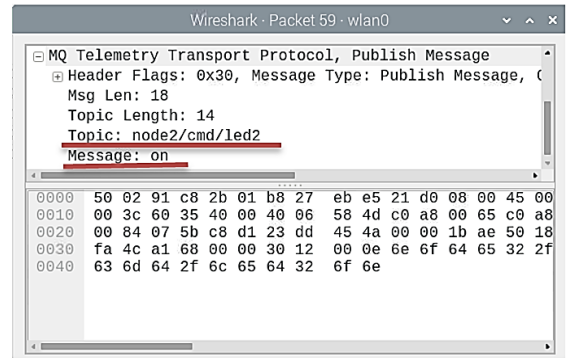 Wireshark · Packet 59 · wlan0
MQ Telemetry Transport Protocol, Publish Message
Header Flags: 0x30, Message Type: Publish Message, Q
Msg Len: 18
Topic Length: 14
Topic: node2/cmd/led2
Message: on
0000 50 02 91 c8 2b 01 b8 27 eb e5 21 d0 08 00 45 00
0010 00 3c 60 35 40 00 40 06 58 4d c0 a8 00 65 c0 a8
0020 00 84 07 5b c8 d1 23 dd 45 4a 00 00 1b ae 50 18
0030 fa 4c a1 68 00 00 30 12 00 0e 6e 6f 64 65 32 2f
0040 63 6d 64 2f 6c 65 64 32 6f 6e